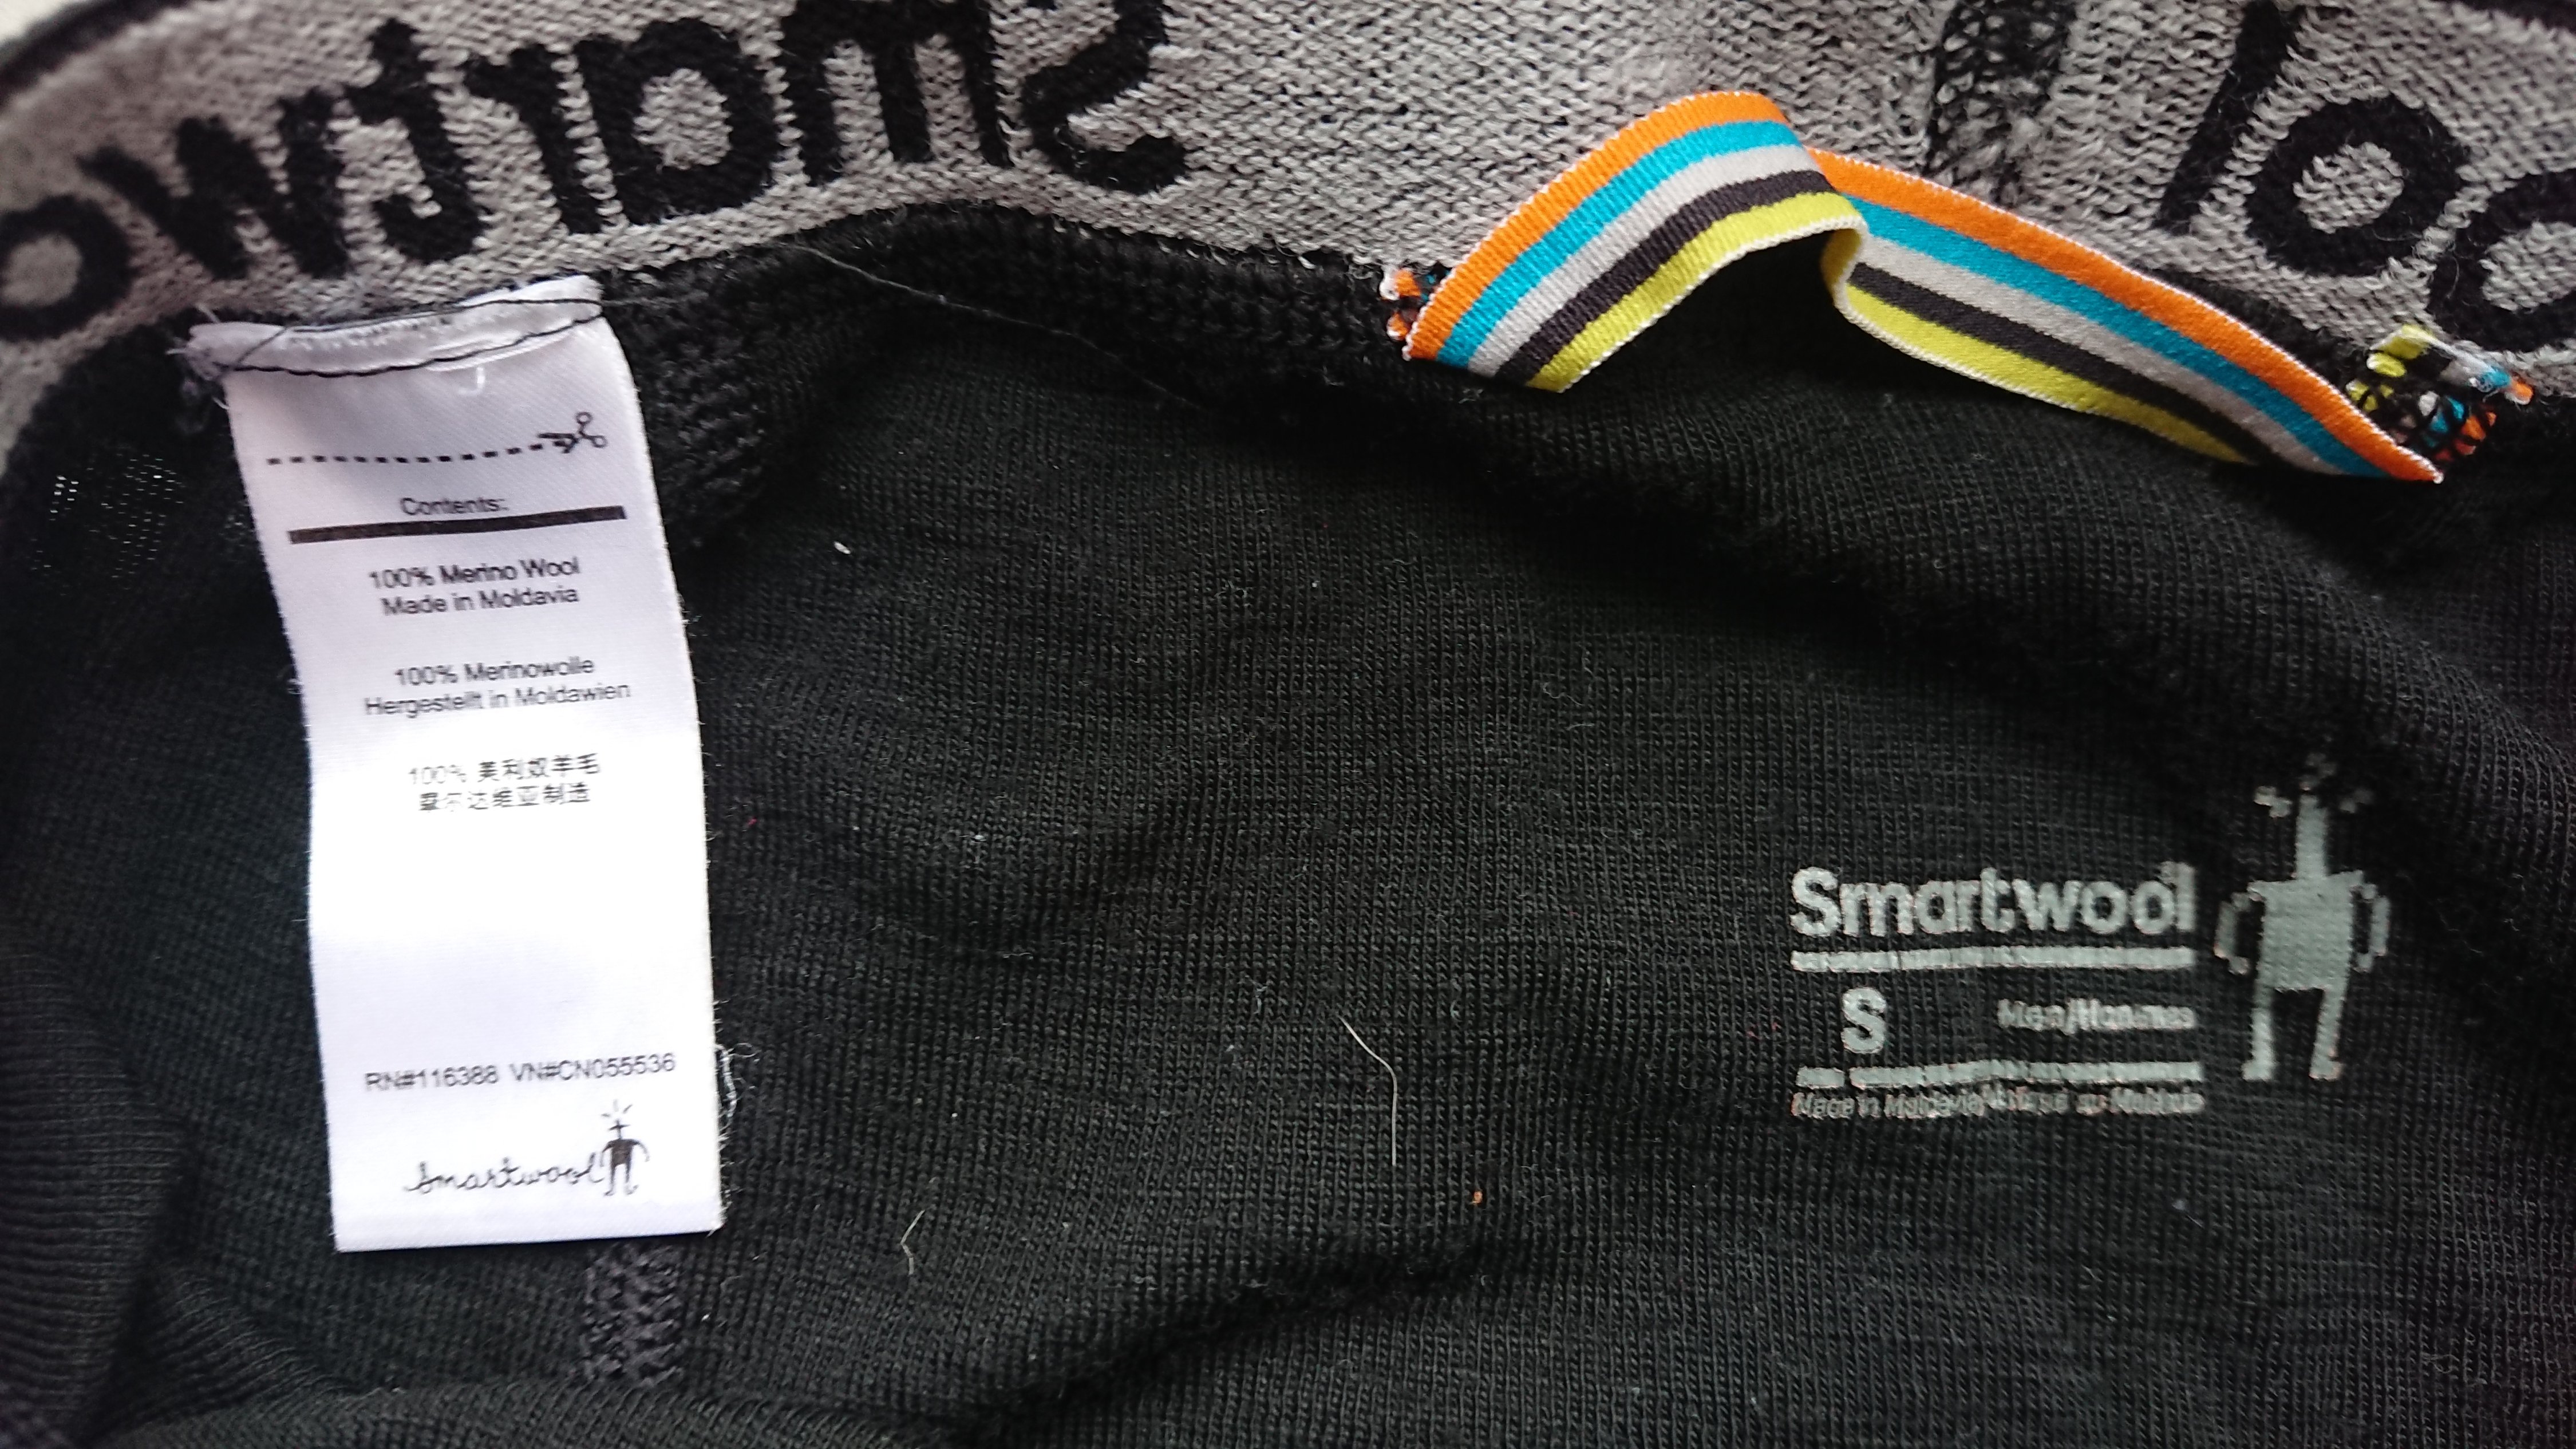 Smartwool
Contents:
100% Merino Wool
Made in Moldavia
100% Merinowolle
Hergestellt in Moldawien
100% 美利奴羊毛
摩尔达维亚制造
RN#116388 VN#CN055536
Smartwool
Smartwool
S
Men/Hommes
Made in Moldavia/